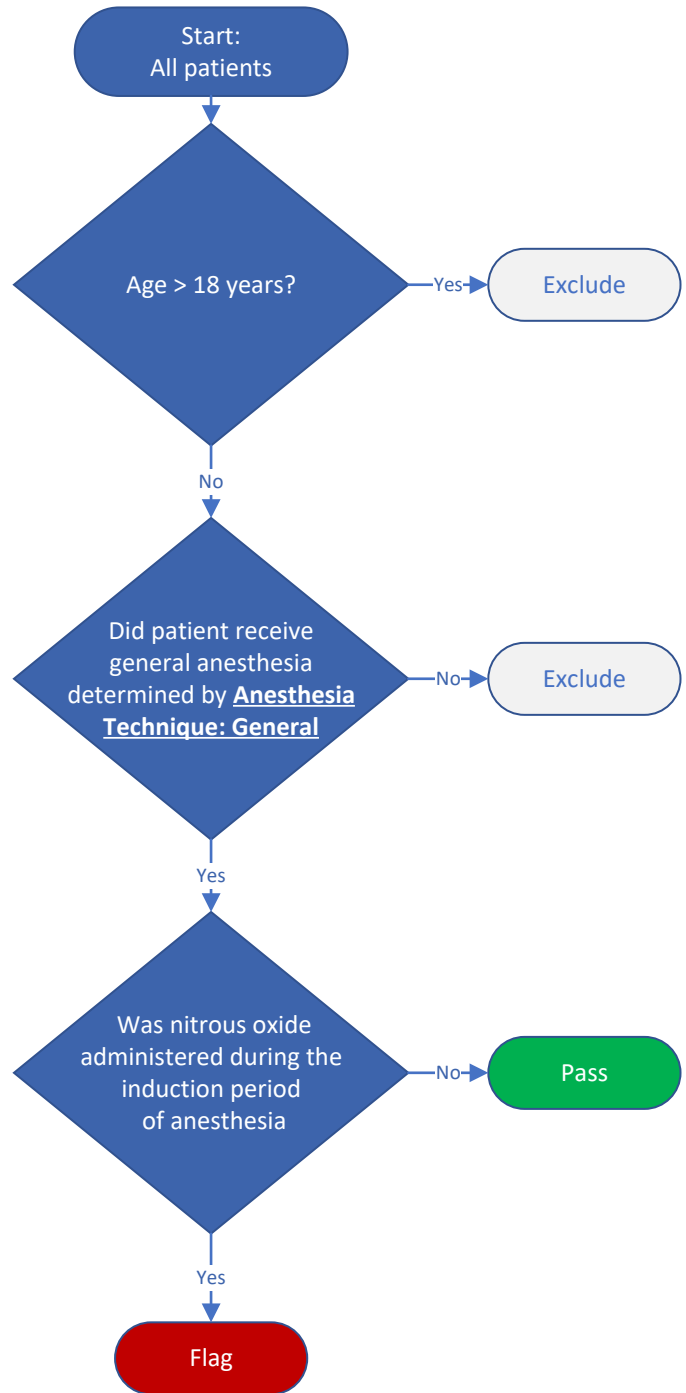 Start:
All patients
Age > 18 years?
Yes
Exclude
No
Did patient receive
general anesthesia
determined by Anesthesia
Technique: General
No
Exclude
Yes
Was nitrous oxide
administered during the
induction period
of anesthesia
No
Pass
Yes
Flag